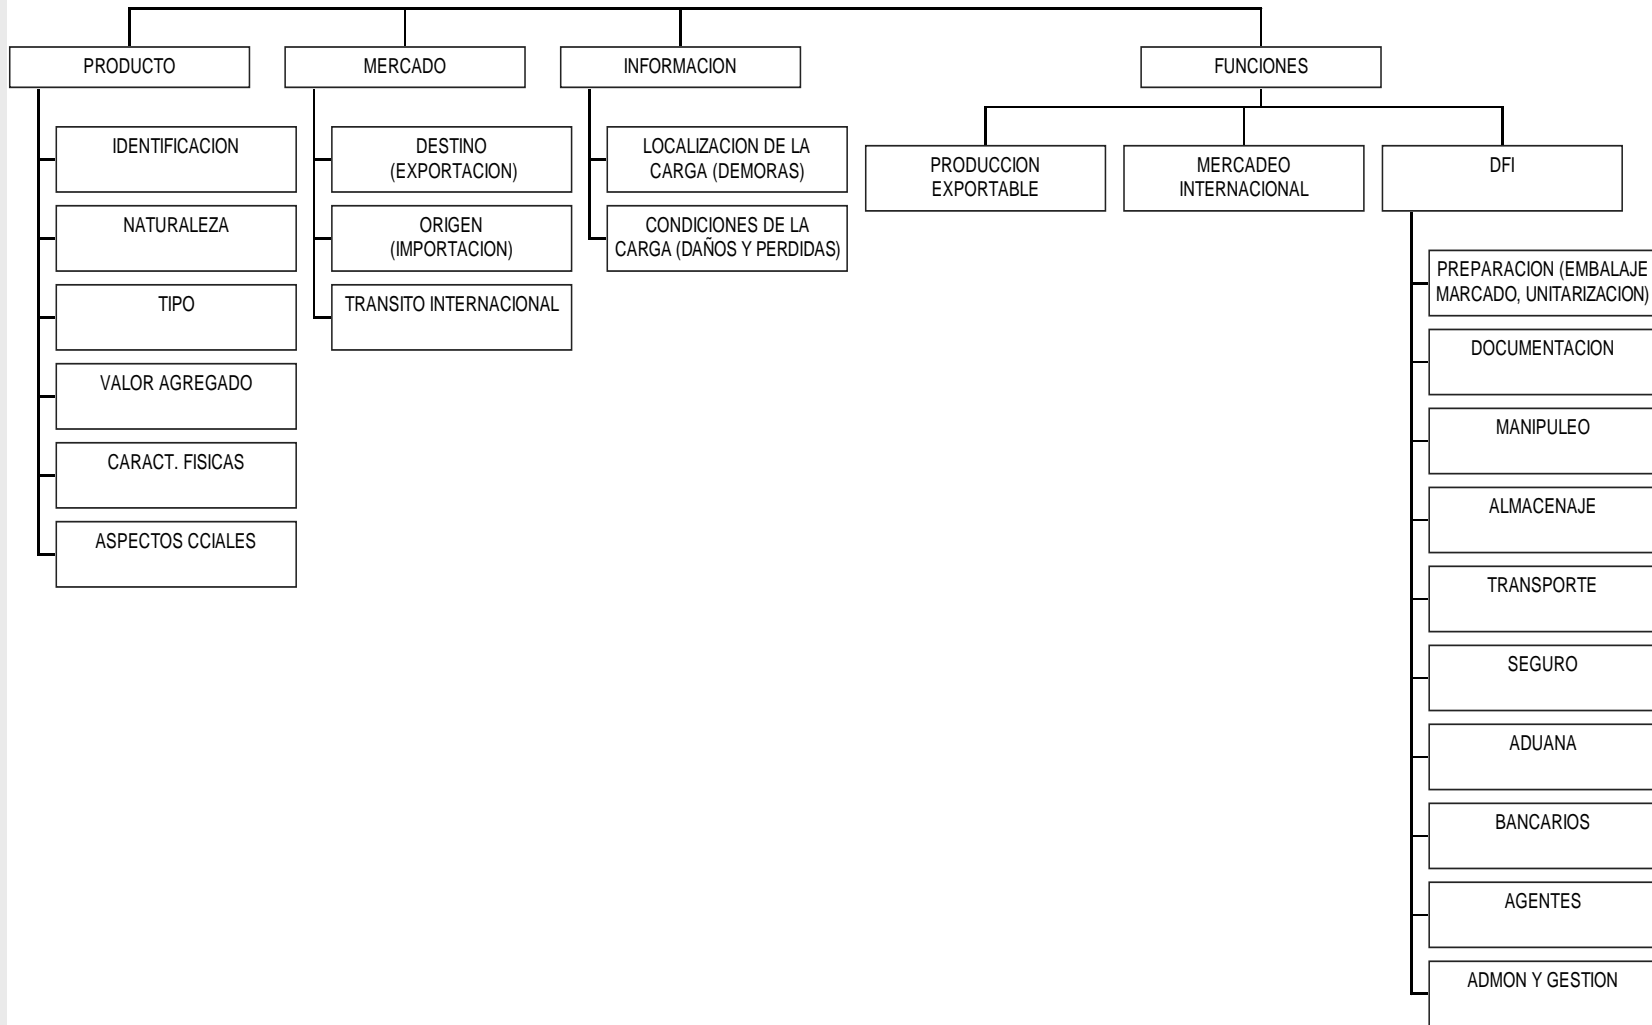 PRODUCTO
MERCADO
INFORMACION
FUNCIONES
IDENTIFICACION
NATURALEZA
TIPO
VALOR AGREGADO
CARACT. FISICAS
ASPECTOS CCIALES
DESTINO
(EXPORTACION)
ORIGEN
(IMPORTACION)
TRANSITO INTERNACIONAL
LOCALIZACION DE LA
CARGA (DEMORAS)
CONDICIONES DE LA
CARGA (DAÑOS Y PERDIDAS)
PRODUCCION
EXPORTABLE
MERCADEO
INTERNACIONAL
DFI
PREPARACION (EMBALAJE
MARCADO, UNITARIZACION)
DOCUMENTACION
MANIPULEO
ALMACENAJE
TRANSPORTE
SEGURO
ADUANA
BANCARIOS
AGENTES
ADMON Y GESTION